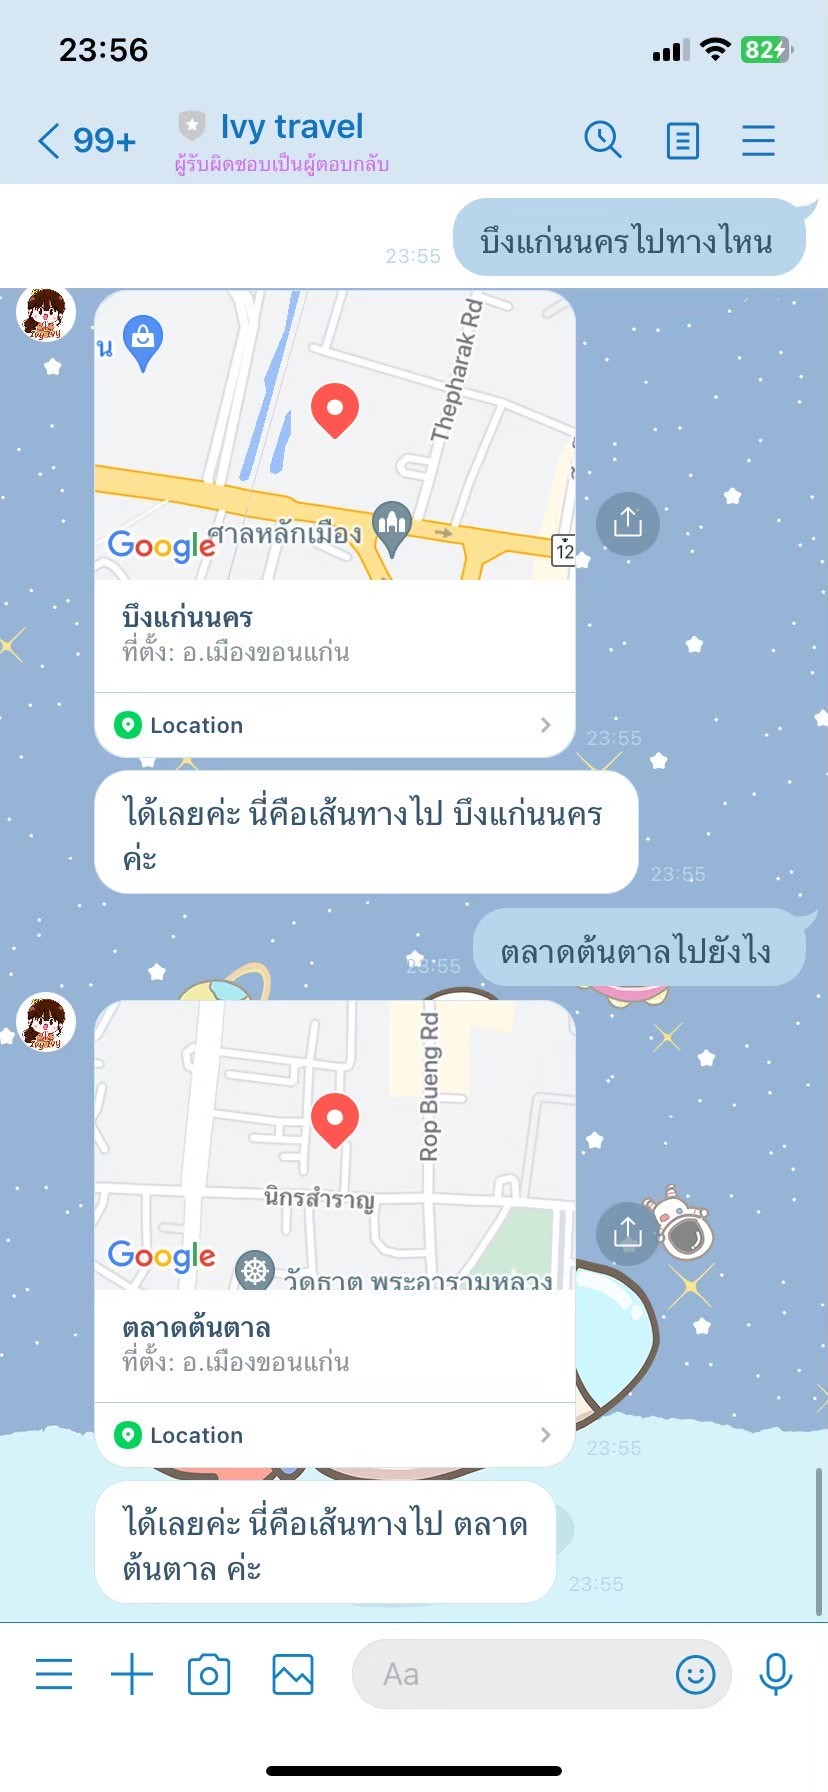 23:56
82
99+
Ivy travel
ผู้รับผิดชอบเป็นผู้ตอบกลับ
บึงแก่นนครไปทางไหน
23:55
น
Thepharak Rd
ศาลหลักเมือง
Google
12
บึงแก่นนคร
ที่ตั้ง: อ.เมืองขอนแก่น
Location
23:55
ได้เลยค่ะ นี่คือเส้นทางไป บึงแก่นนคร
ค่ะ
23:55
ตลาดต้นตาลไปยังไง
23:55
Rop Bueng Rd
นิกรสำราญ
Google
วัดธาตุ พระอารามหลวง
ตลาดต้นตาล
ที่ตั้ง: อ.เมืองขอนแก่น
Location
23:55
ได้เลยค่ะ นี่คือเส้นทางไป ตลาด
ต้นตาล ค่ะ
23:55
Aa